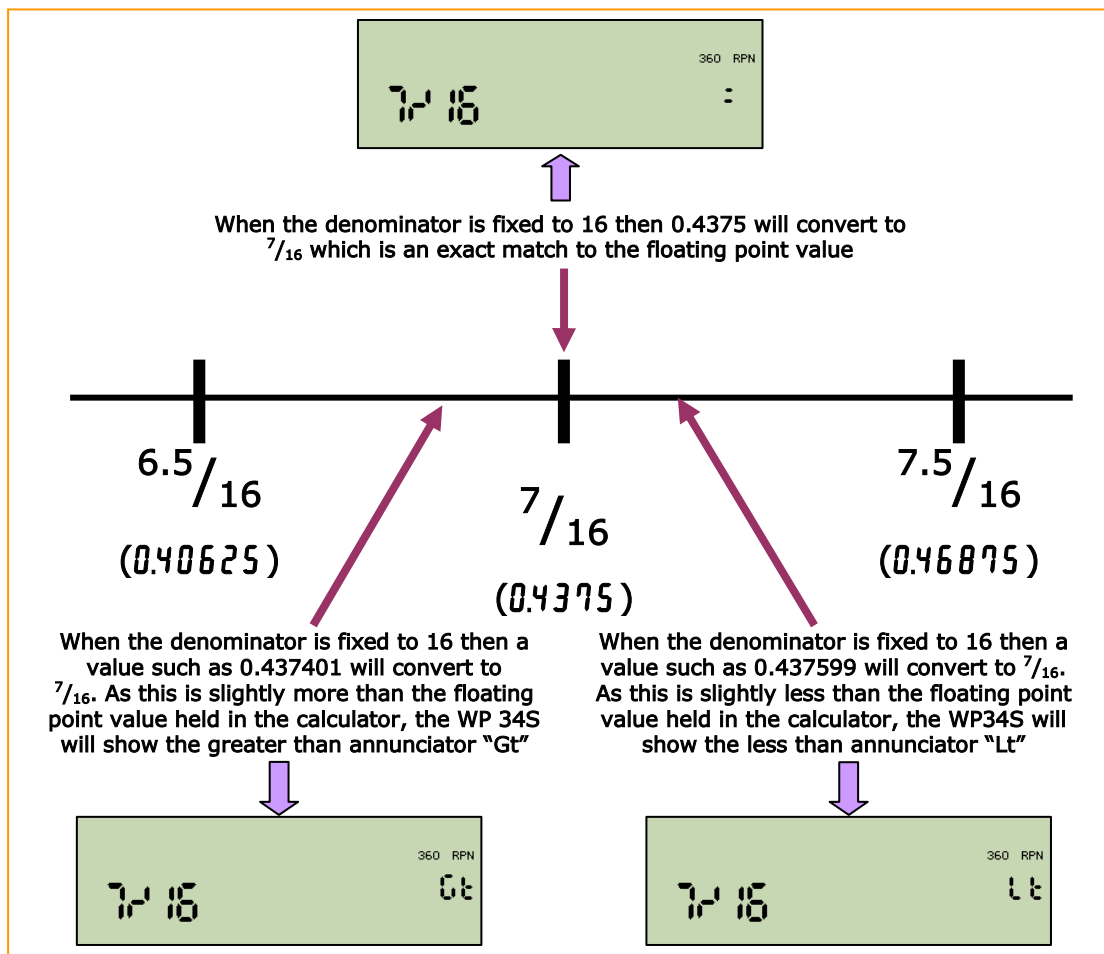 360 RPN
7/16 =
When the denominator is fixed to 16 then 0.4375 will convert to
7/16 which is an exact match to the floating point value
6.5/16
(0.40625)
7/16
(0.4375)
7.5/16
(0.46875)
When the denominator is fixed to 16 then a
value such as 0.437401 will convert to
7/16. As this is slightly more than the floating
point value held in the calculator, the WP 34S
will show the greater than annunciator “Gt”
When the denominator is fixed to 16 then a
value such as 0.437599 will convert to 7/16.
As this is slightly less than the floating point
value held in the calculator, the WP34S will
show the less than annunciator “Lt”
360 RPN
7/16 Gt
360 RPN
7/16 Lt